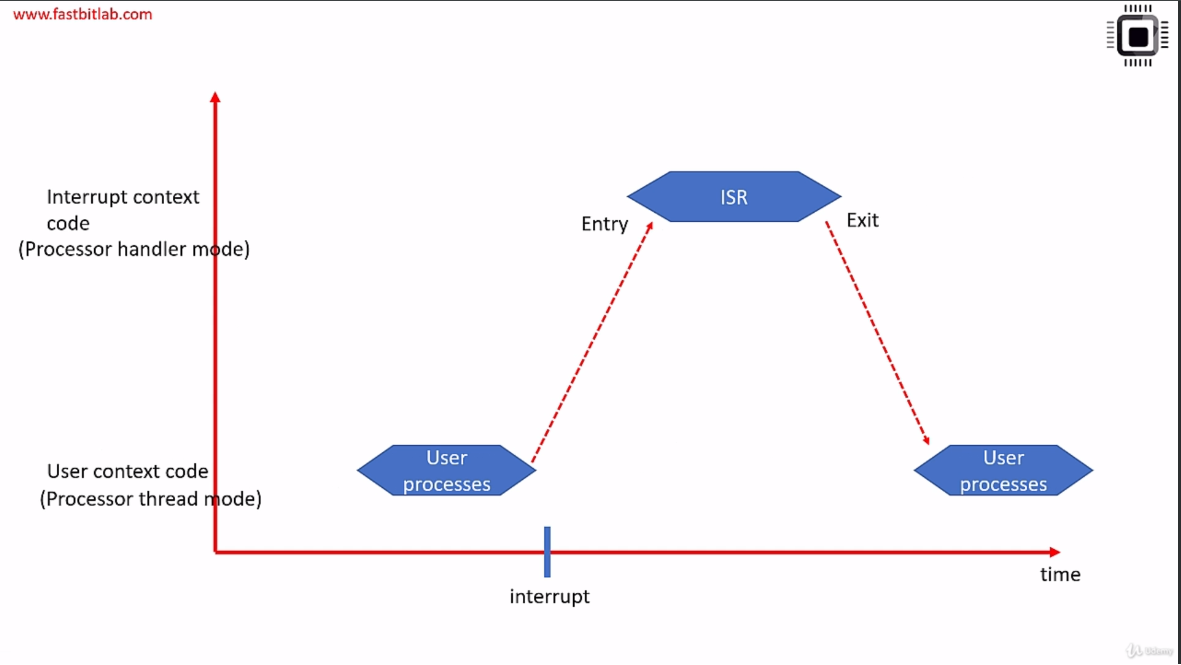 www.fastbitlab.com
Interrupt context
code
(Processor handler mode)
ISR
Entry
Exit
User context code
(Processor thread mode)
User
processes
User
processes
interrupt
time
Udemy